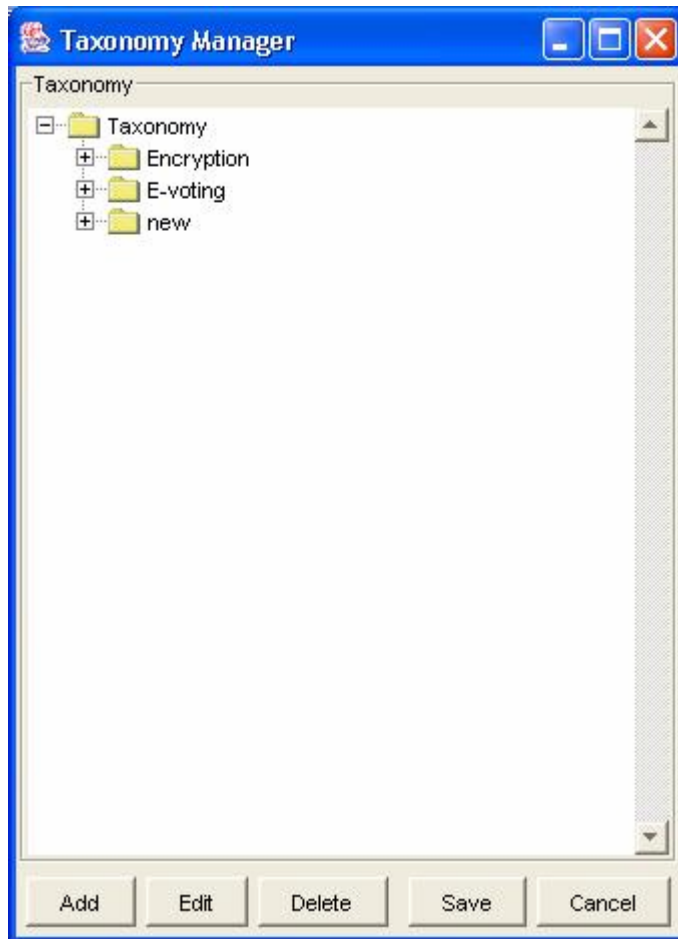 Taxonomy Manager
Taxonomy
Taxonomy
Encryption
E-voting
new
Add Edit Delete Save Cancel